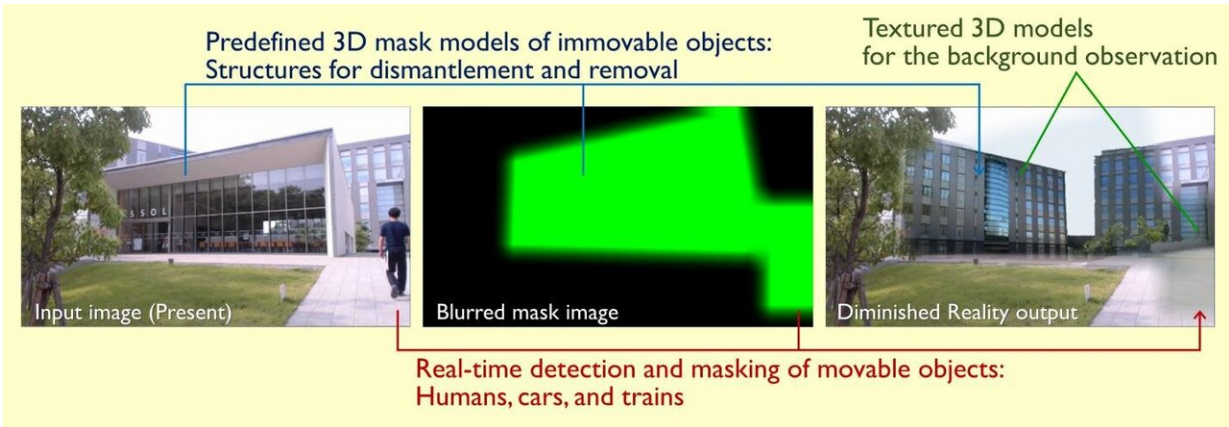 Predefined 3D mask models of immovable objects:
Structures for dismantlement and removal
Textured 3D models
for the background observation
SSOL
Input image (Present)
Blurred mask image
Diminished Reality output
Real-time detection and masking of movable objects:
Humans, cars, and trains